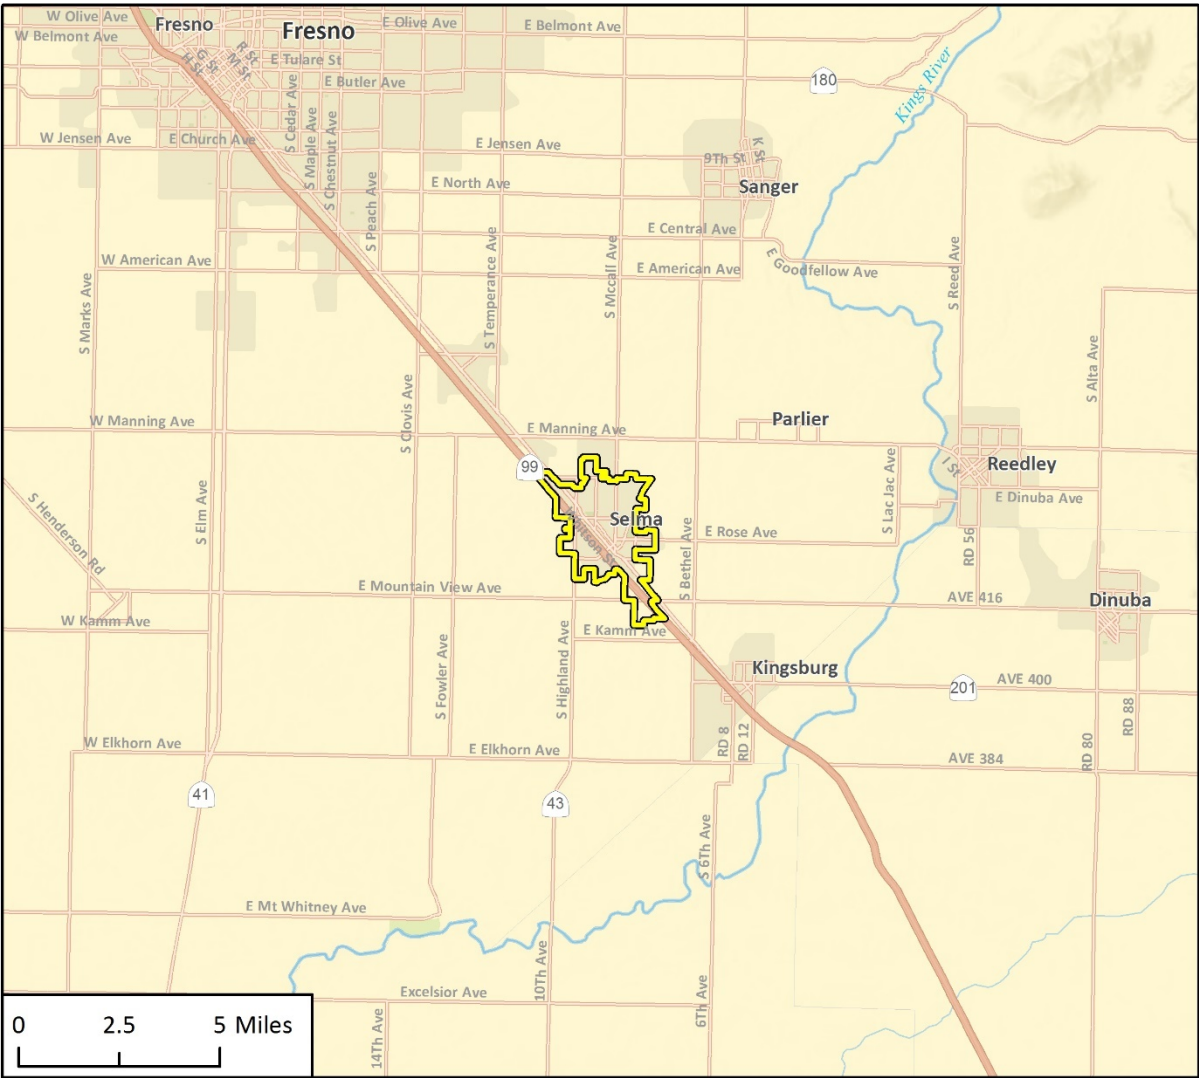 W Olive Ave
Fresno
Fresno
E Olive Ave
E Belmont Ave
W Belmont Ave
G St
H St
R St
M St
E Tulare St
E Butler Ave
180
Kings River
W Jensen Ave
E Church Ave
S Cedar Ave
S Maple Ave
S Chestnut Ave
E Jensen Ave
9Th St
K St
E North Ave
Sanger
S Peach Ave
E Central Ave
W American Ave
S Temperance Ave
S Mccall Ave
E American Ave
E Goodfellow Ave
S Reed Ave
S Marks Ave
S Alta Ave
S Clovis Ave
W Manning Ave
E Manning Ave
Parlier
99
I St
Reedley
S Henderson Rd
S Elm Ave
S Lac Jac Ave
E Dinuba Ave
Selma
Whitson St
S Bethel Ave
E Rose Ave
RD 56
E Mountain View Ave
AVE 416
Dinuba
W Kamm Ave
E Kamm Ave
S Fowler Ave
S Highland Ave
Kingsburg
AVE 400
201
RD 88
W Elkhorn Ave
E Elkhorn Ave
RD 8
RD 12
AVE 384
RD 80
41
43
S 6Th Ave
E Mt Whitney Ave
10Th Ave
6Th Ave
Excelsior Ave
14Th Ave
0 2.5 5 Miles